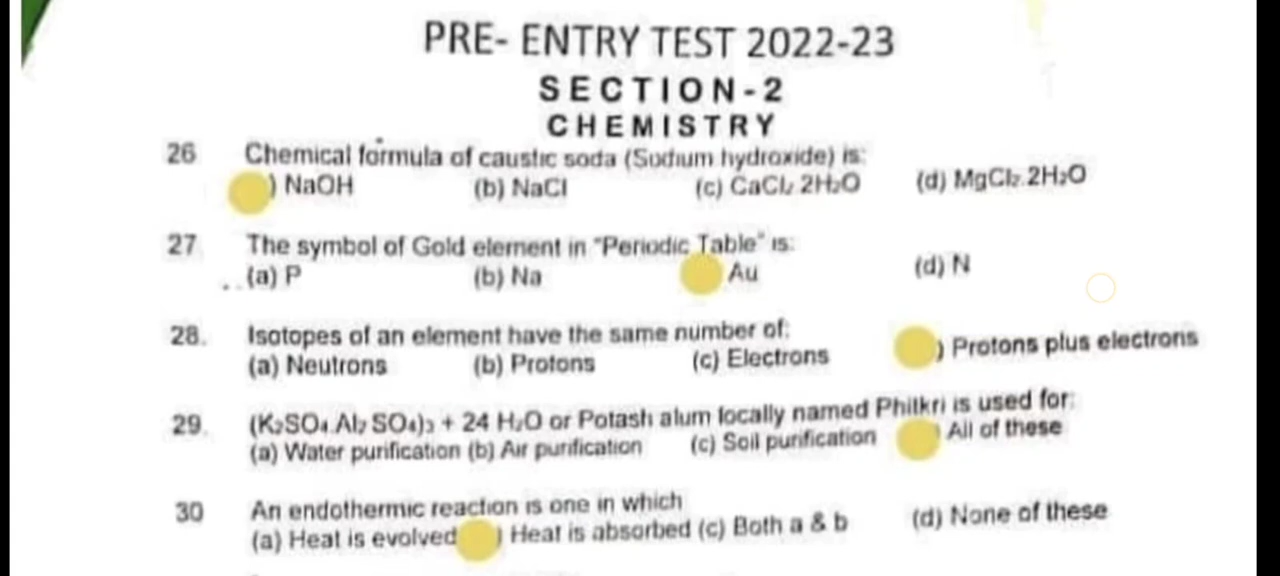 PRE- ENTRY TEST 2022-23
SECTION-2
CHEMISTRY
26 Chemical formula of caustic soda (Sodium hydroxide) is:
) NaOH (b) NaCl (c) CaCl₂ 2H₂O (d) MgCl₂.2H₂O
27 The symbol of Gold element in "Periodic Table" is:
(a) P (b) Na Au (d) N
28. Isotopes of an element have the same number of:
(a) Neutrons (b) Protons (c) Electrons ) Protons plus electrons
29. (K₂SO₄ Al₂ SO₄)₃ + 24 H₂O or Potash alum locally named Phitkri is used for:
(a) Water purification (b) Air purification (c) Soil purification ) All of these
30 An endothermic reaction is one in which
(a) Heat is evolved ) Heat is absorbed (c) Both a & b (d) None of these